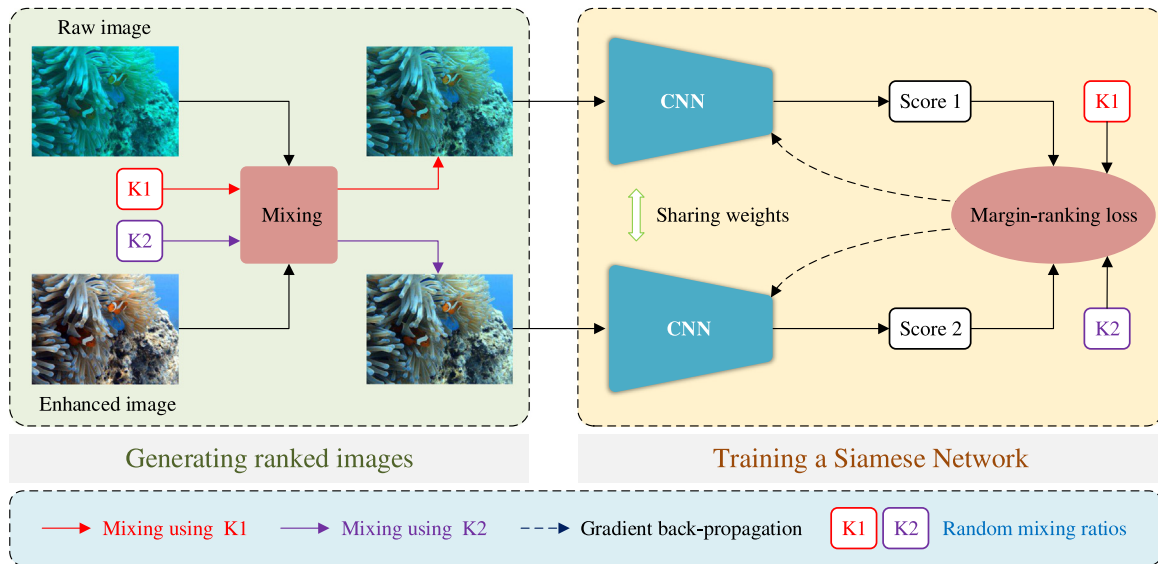 Raw image
K1
K2
Mixing
Enhanced image
CNN
Score 1
K1
Sharing weights
Margin-ranking loss
CNN
Score 2
K2
Generating ranked images
Training a Siamese Network
Mixing using K1
Mixing using K2
Gradient back-propagation
K1
K2
Random mixing ratios